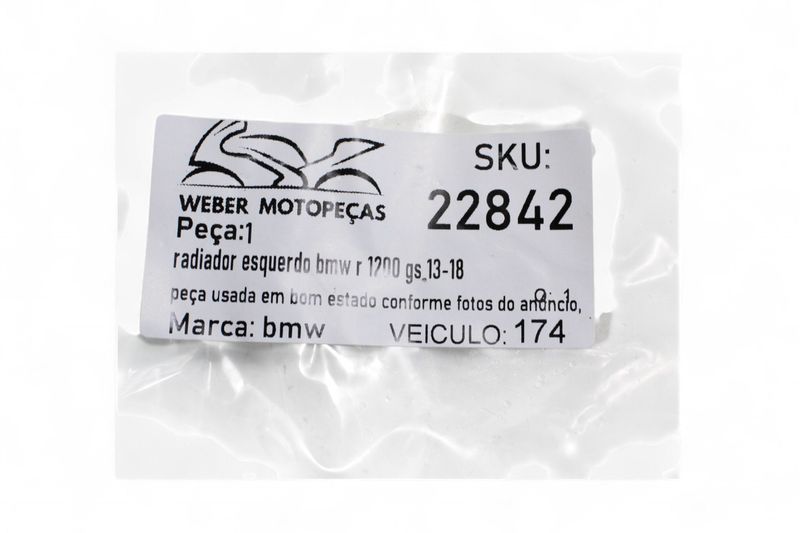 WEBER MOTOPEÇAS
SKU:
22842
Peça:1
radiador esquerdo bmw r 1200 gs 13-18
Q: 1
peça usada em bom estado conforme fotos do anúncio,
Marca: bmw
VEICULO: 174